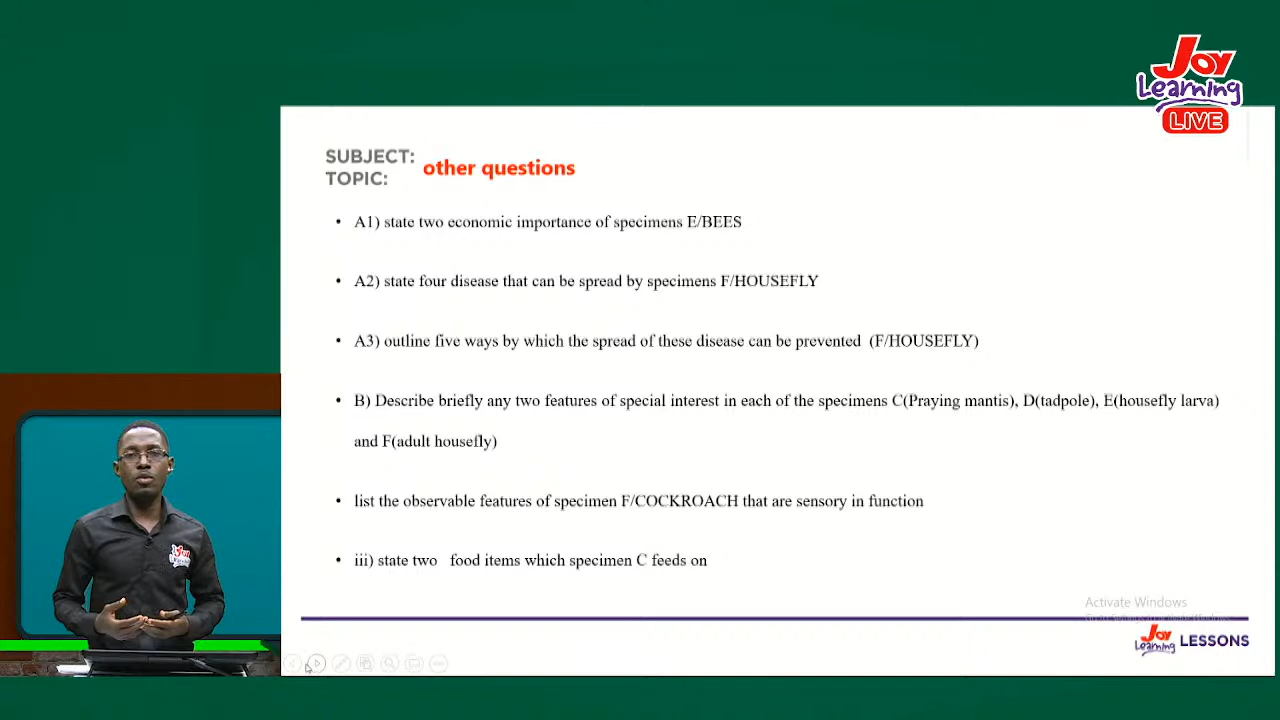 Joy
Learning
LIVE
SUBJECT:
TOPIC:
other questions
• A1) state two economic importance of specimens E/BEES
• A2) state four disease that can be spread by specimens F/HOUSEFLY
• A3) outline five ways by which the spread of these disease can be prevented (F/HOUSEFLY)
• B) Describe briefly any two features of special interest in each of the specimens C(Praying mantis), D(tadpole), E(housefly larva)
and F(adult housefly)
• list the observable features of specimen F/COCKROACH that are sensory in function
• iii) state two food items which specimen C feeds on
Activate Windows
Joy
Learning
LESSONS